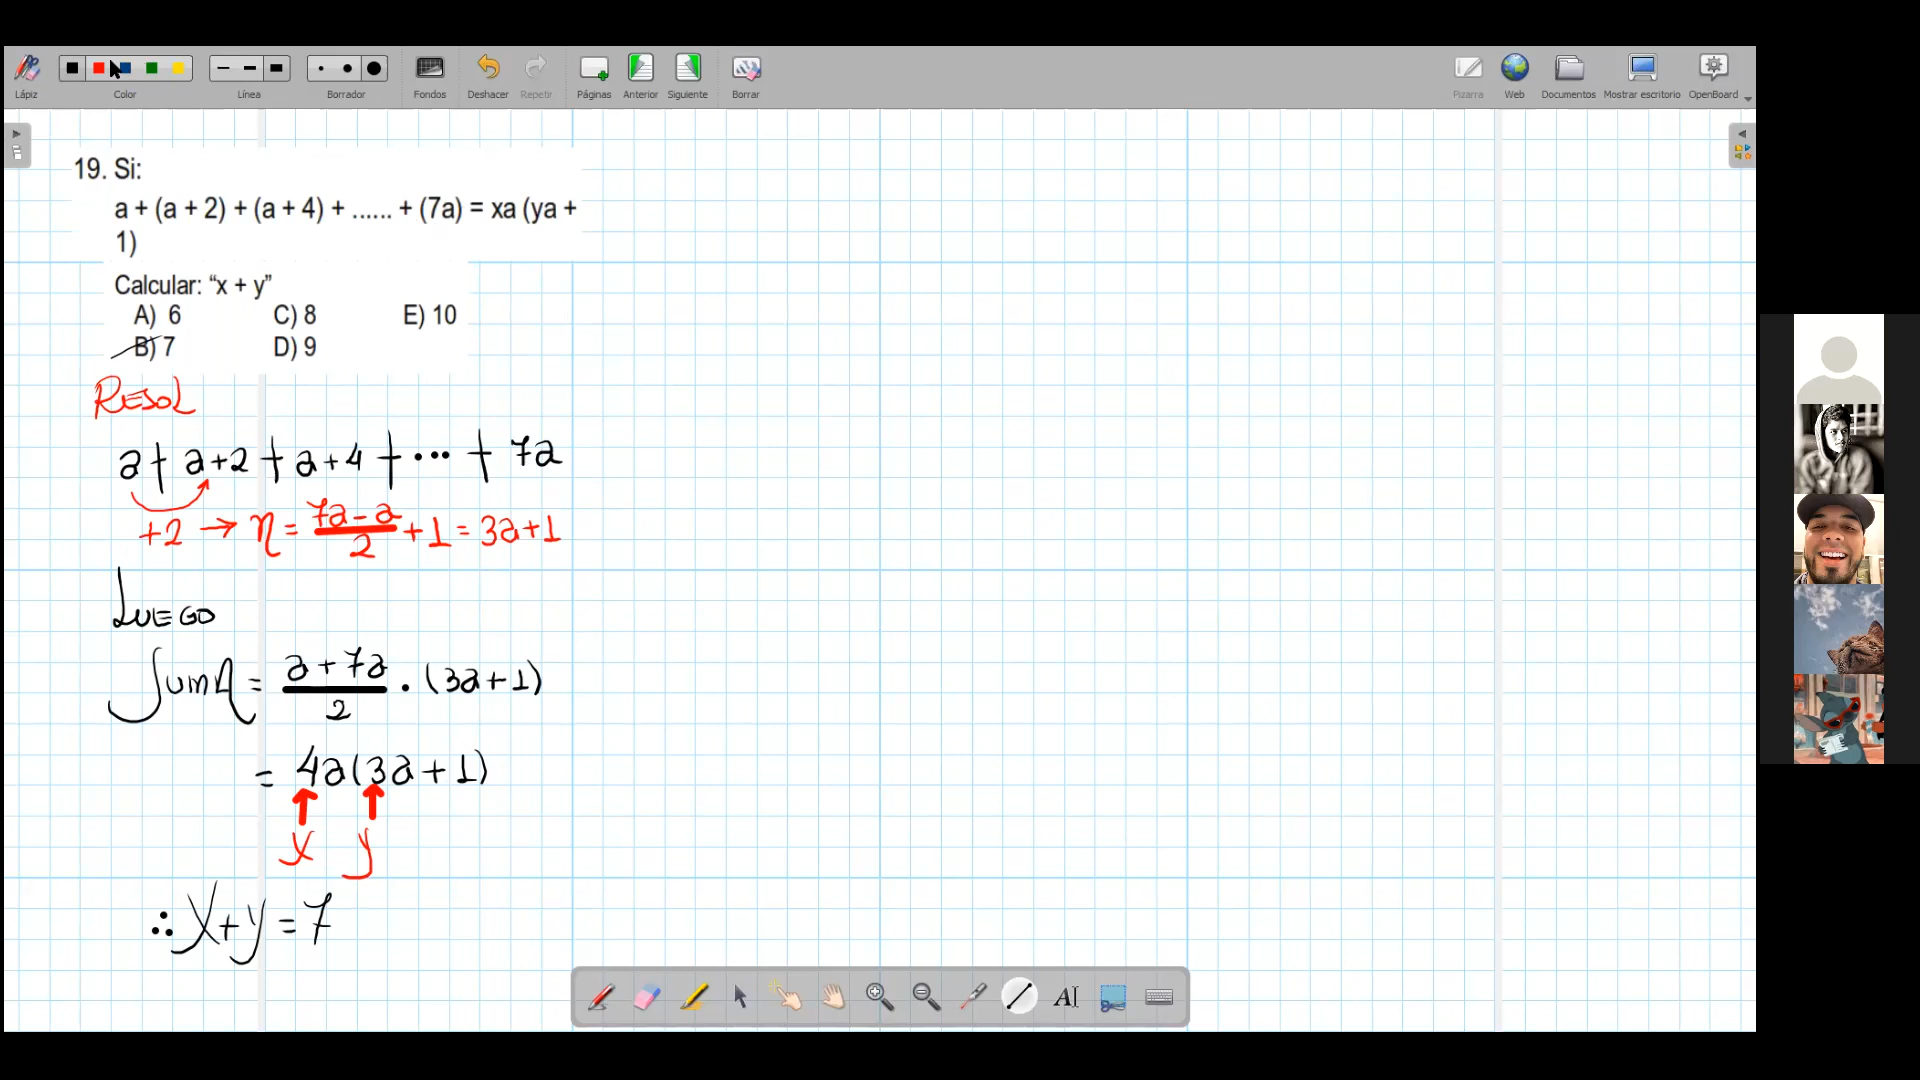 Lápiz Color Línea Borrador Fondos Deshacer Repetir Páginas Anterior Siguiente Borrar Pizarra Web Documentos Mostrar escritorio OpenBoard
19. Si:
a + (a + 2) + (a + 4) + ...... + (7a) = xa (ya +
1)
Calcular: “x + y”
A) 6 C) 8 E) 10
B) 7 D) 9
RESOL
a + a+2 + a+4 + ... + 7a
+2 → n = (7a - a)/2 + 1 = 3a+1
LUEGO
SUMA = (a + 7a)/2 . (3a+1)
= 4a(3a+1)
x y
∴ x+y = 7
AI